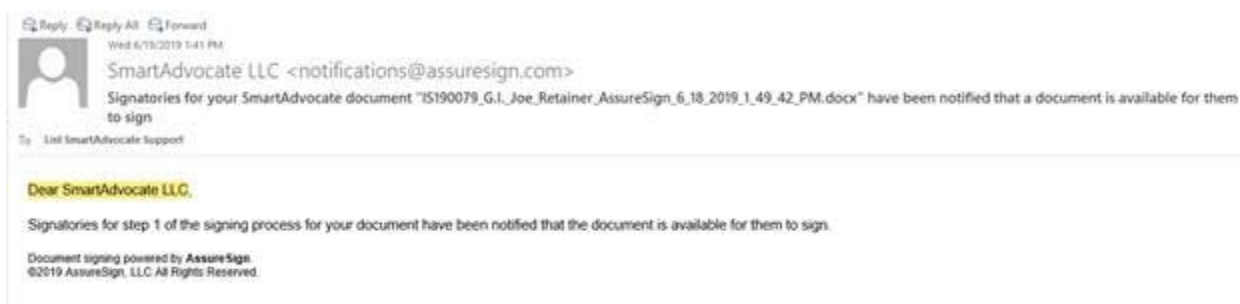 Reply Reply All Forward
Wed 6/19/2019 1:41 PM
SmartAdvocate LLC <notifications@assuresign.com>
Signatories for your SmartAdvocate document "IS190079_G.I._Joe_Retainer_AssureSign_6_18_2019_1_49_42_PM.docx" have been notified that a document is available for them
to sign
To List SmartAdvocate Support
Dear SmartAdvocate LLC,
Signatories for step 1 of the signing process for your document have been notified that the document is available for them to sign.
Document signing powered by AssureSign.
©2019 AssureSign, LLC All Rights Reserved.